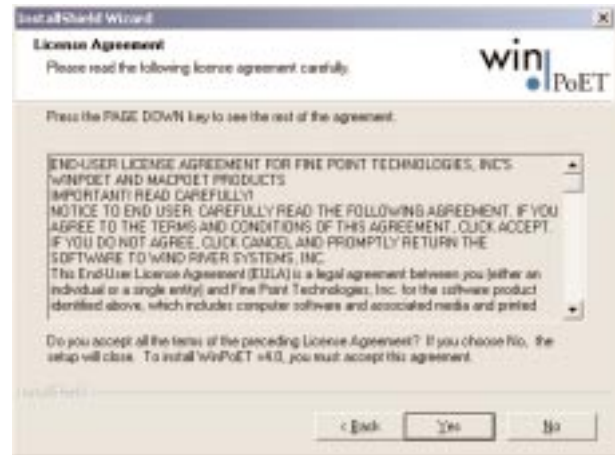 InstallShield Wizard
License Agreement
Please read the following license agreement carefully.
win
PoET
Press the PAGE DOWN key to see the rest of the agreement.
END-USER LICENSE AGREEMENT FOR FINE POINT TECHNOLOGIES, INC'S
WINPOET AND MACPOET PRODUCTS
IMPORTANT! READ CAREFULLY!
NOTICE TO END USER: CAREFULLY READ THE FOLLOWING AGREEMENT. IF YOU
AGREE TO THE TERMS AND CONDITIONS OF THIS AGREEMENT, CLICK ACCEPT.
IF YOU DO NOT AGREE, CLICK CANCEL AND PROMPTLY RETURN THE
SOFTWARE TO WIND RIVER SYSTEMS, INC.
This End-User License Agreement (EULA) is a legal agreement between you (either an
individual or a single entity) and Fine Point Technologies, Inc. for the software product
identified above, which includes computer software and associated media and printed
Do you accept all the terms of the preceding License Agreement? If you choose No, the
setup will close. To install WinPoET v4.0, you must accept this agreement.
InstallShield
< Back
Yes
No